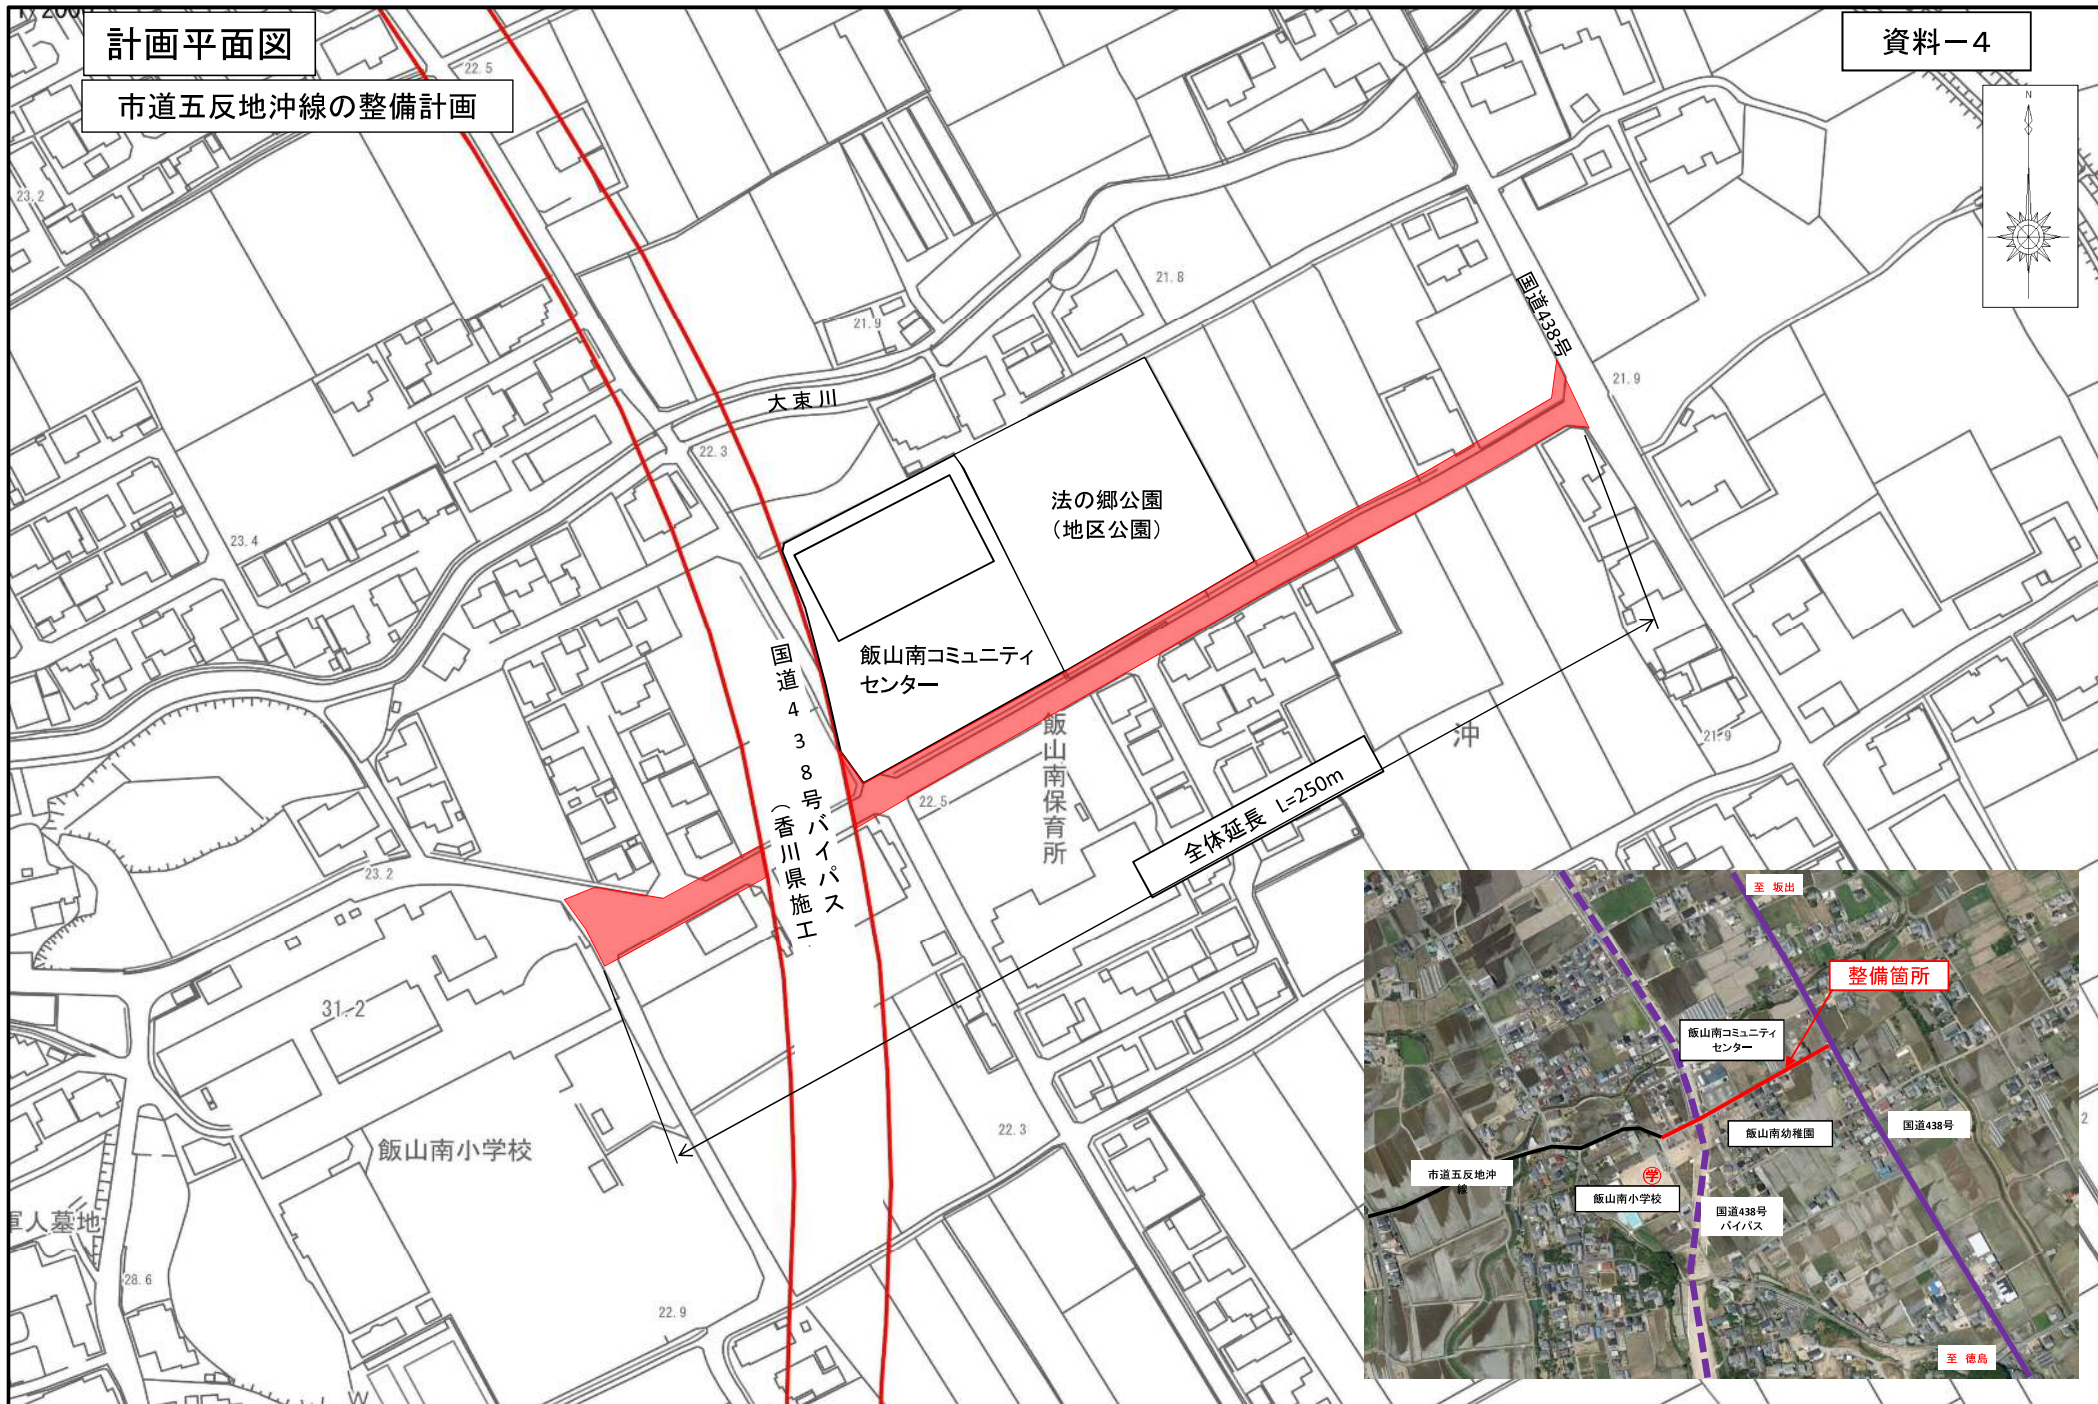 計画平面図
市道五反地沖線の整備計画
資料－4
N
22.5
23.2
21.8
21.9
国道438号
21.9
大束川
22.3
法の郷公園
（地区公園）
23.4
飯山南コミュニティ
センター
国道438号バイパス
（香川県施工
飯山南保育所
沖
21.9
22.5
全体延長 L=250m
23.2
31.2
飯山南小学校
22.3
軍人墓地
28.6
22.9
W
至 坂出
整備箇所
飯山南コミュニティ
センター
飯山南幼稚園
国道438号
市道五反地沖
線
学
飯山南小学校
国道438号
バイパス
至 徳島
2